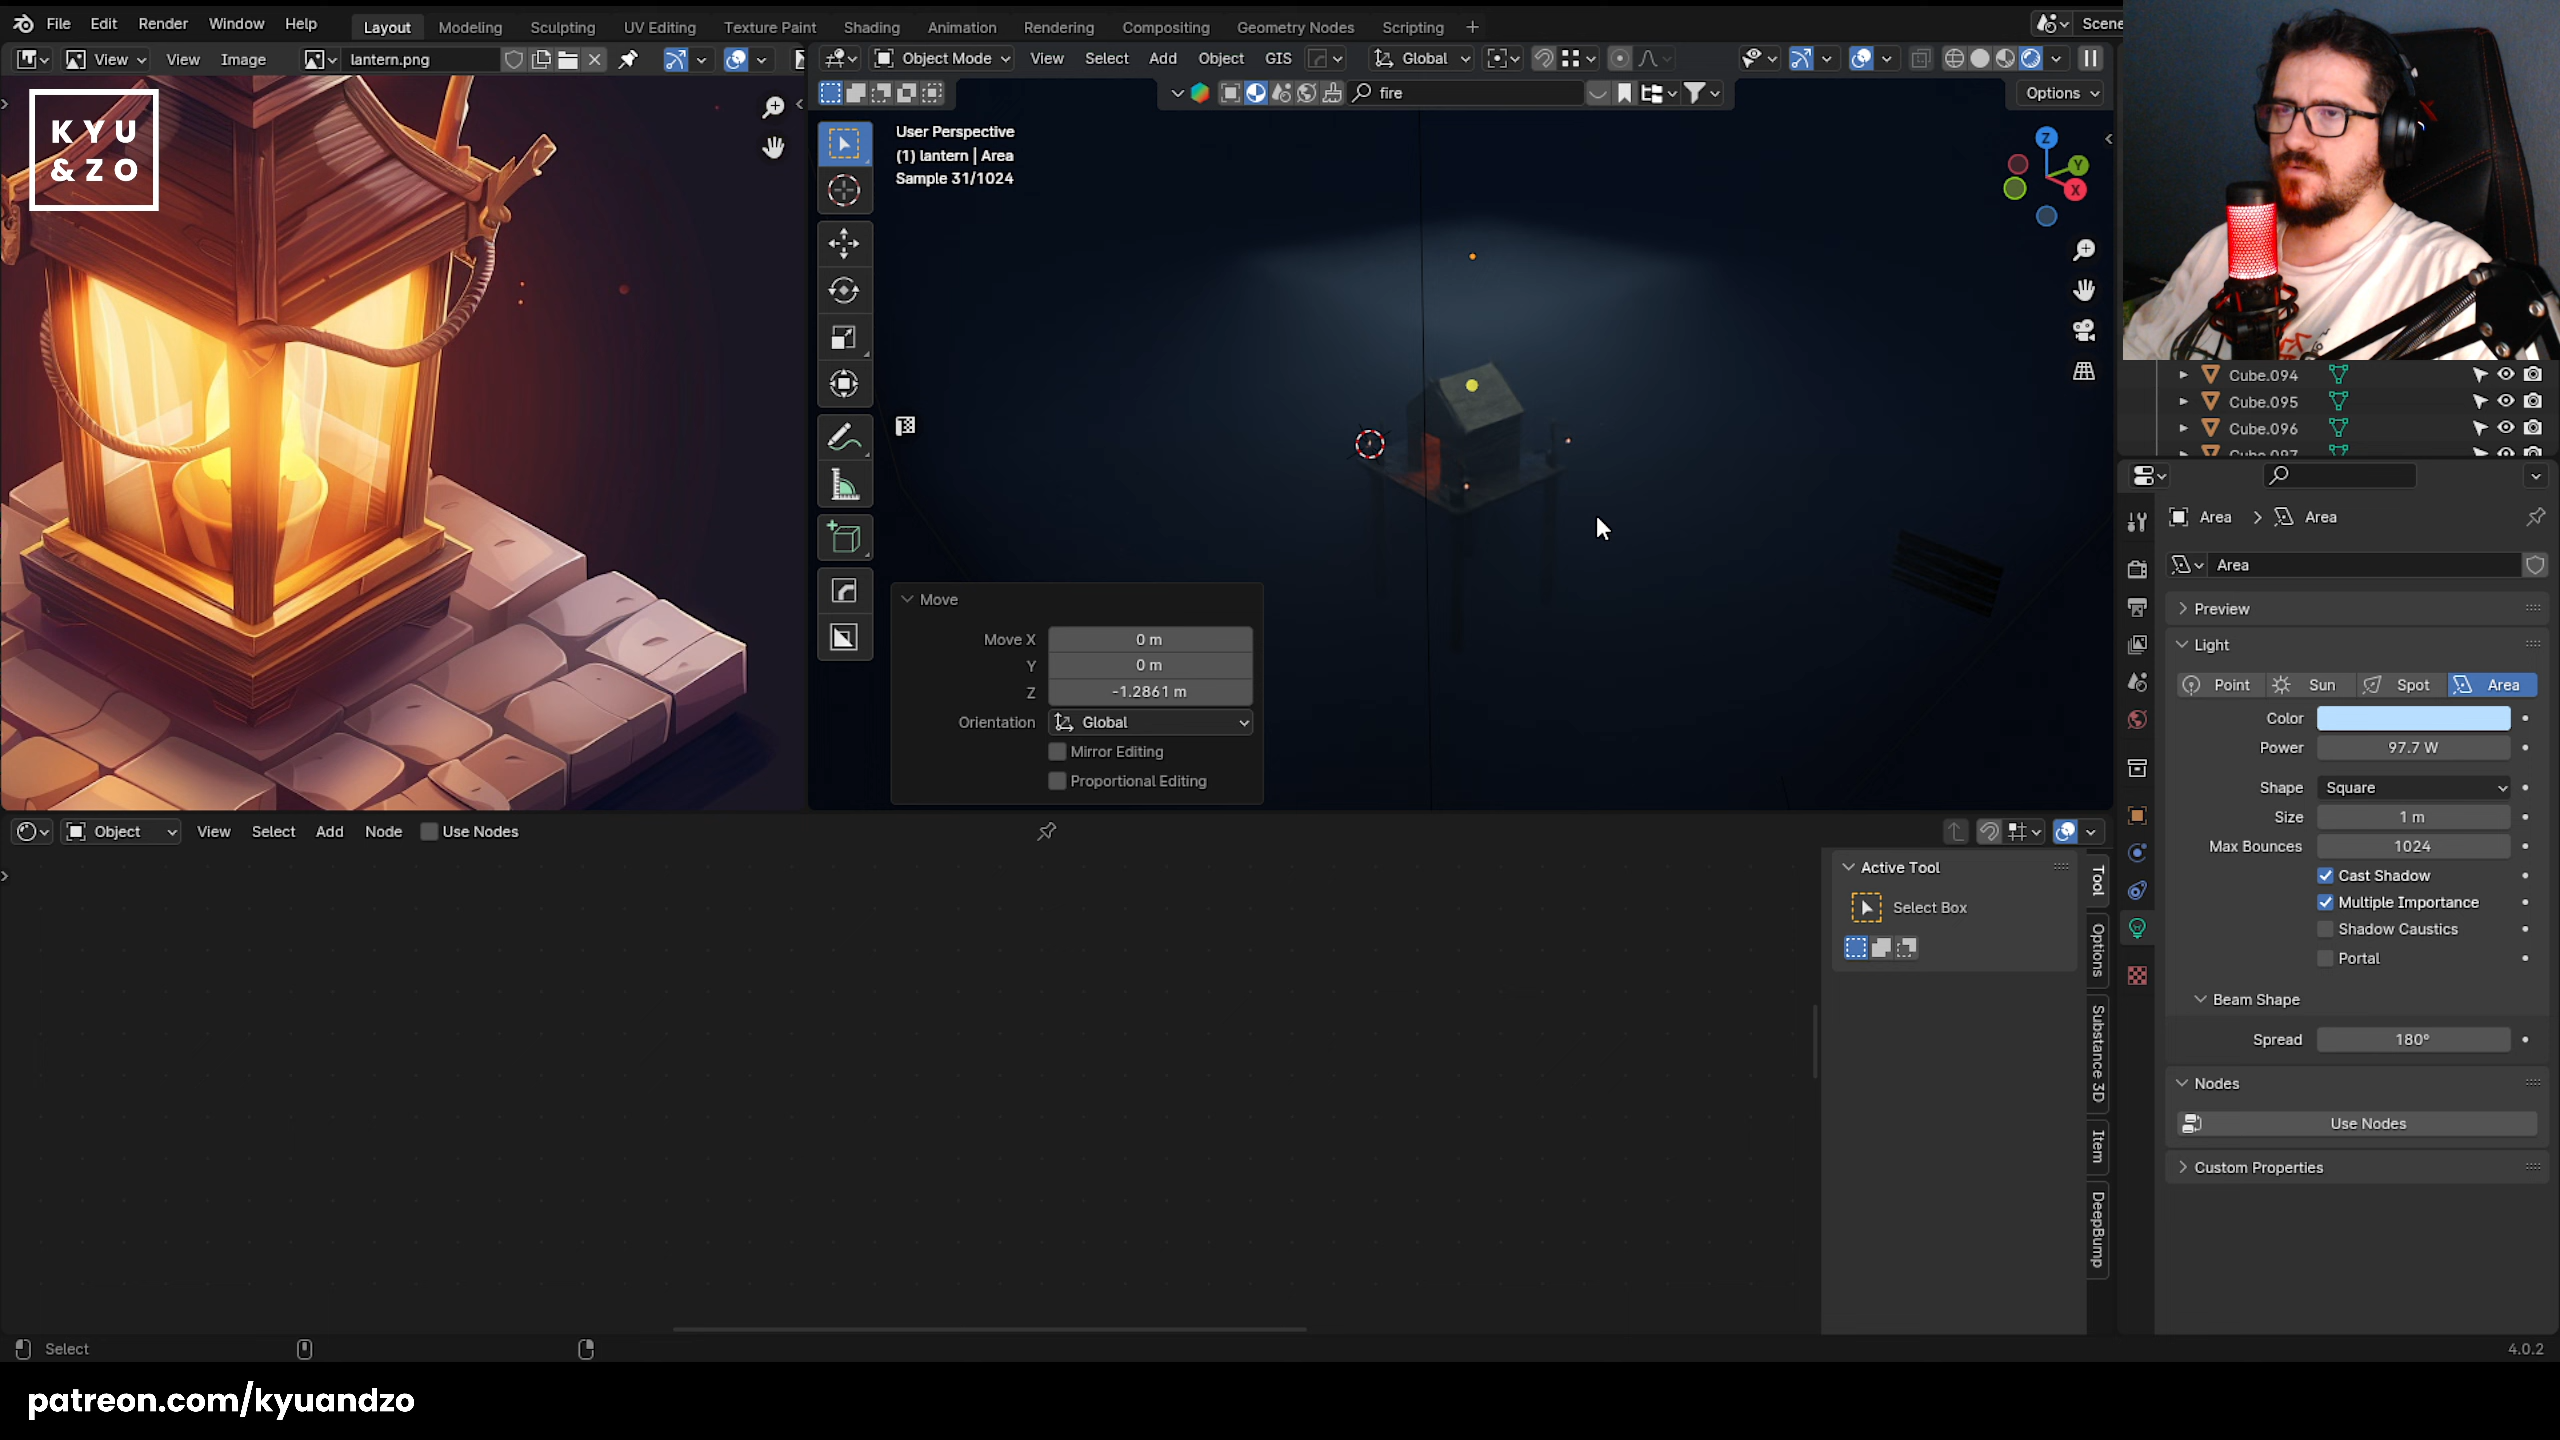 File Edit Render Window Help Layout Modeling Sculpting UV Editing Texture Paint Shading Animation Rendering Compositing Geometry Nodes Scripting Scene
View View Image lantern.png
Object Mode View Select Add Object GIS Global
fire
Options
KYU
&ZO
User Perspective
(1) lantern | Area
Sample 31/1024
Z
Y
X
Move
Move X 0 m
Y 0 m
Z -1.2861 m
Orientation Global
Mirror Editing
Proportional Editing
Cube.094
Cube.095
Cube.096
Area Area
Area
Preview
Light
Point Sun Spot Area
Color
Power 97.7 W
Shape Square
Size 1 m
Max Bounces 1024
Cast Shadow
Multiple Importance
Shadow Caustics
Portal
Beam Shape
Spread 180°
Nodes
Use Nodes
Custom Properties
Object View Select Add Node Use Nodes
Active Tool
Select Box
Tool
Options
Substance 3D
Item
DeepBump
Select
4.0.2
patreon.com/kyuandzo